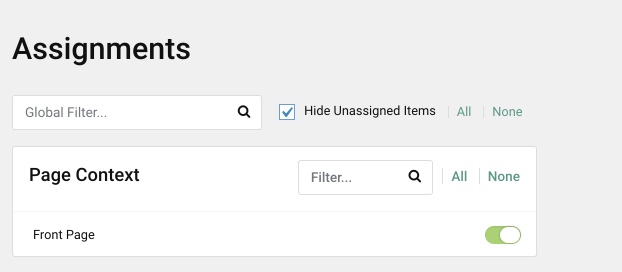 Assignments
Global Filter... Hide Unassigned Items All None
Page Context Filter... All None
Front Page